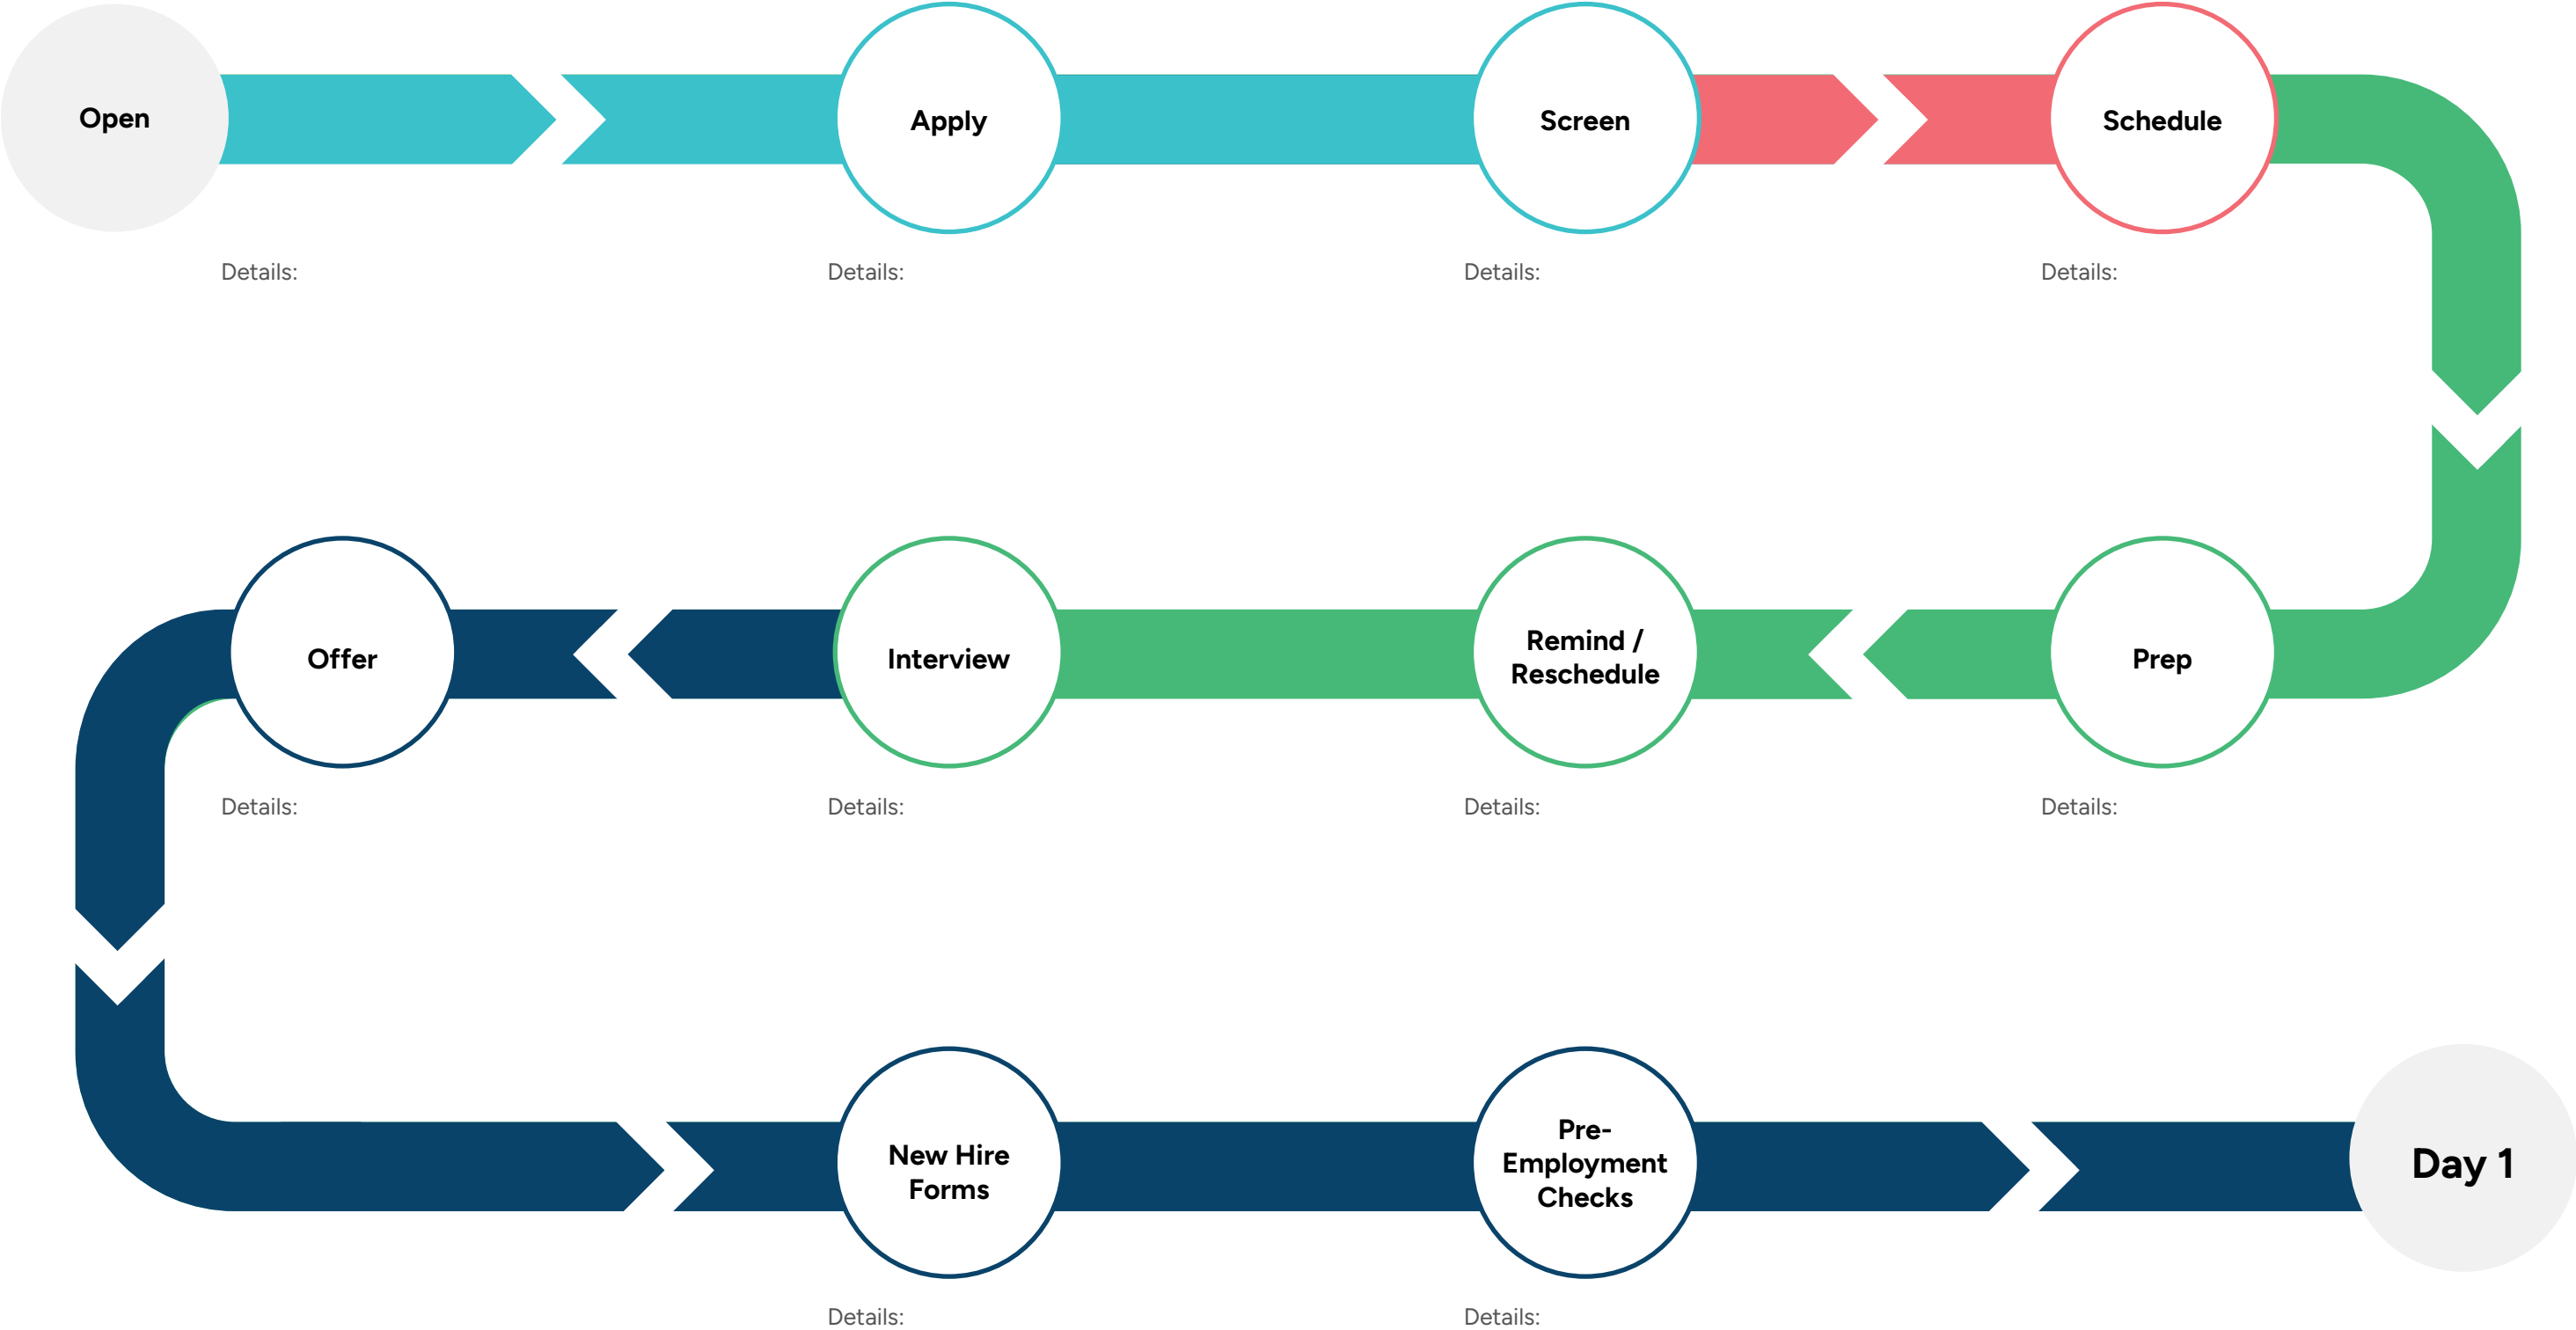 Open
Apply
Screen
Schedule
Details:
Details:
Details:
Details:
Offer
Interview
Remind /
Reschedule
Prep
Details:
Details:
Details:
Details:
New Hire
Forms
Pre-
Employment
Checks
Day 1
Details:
Details: